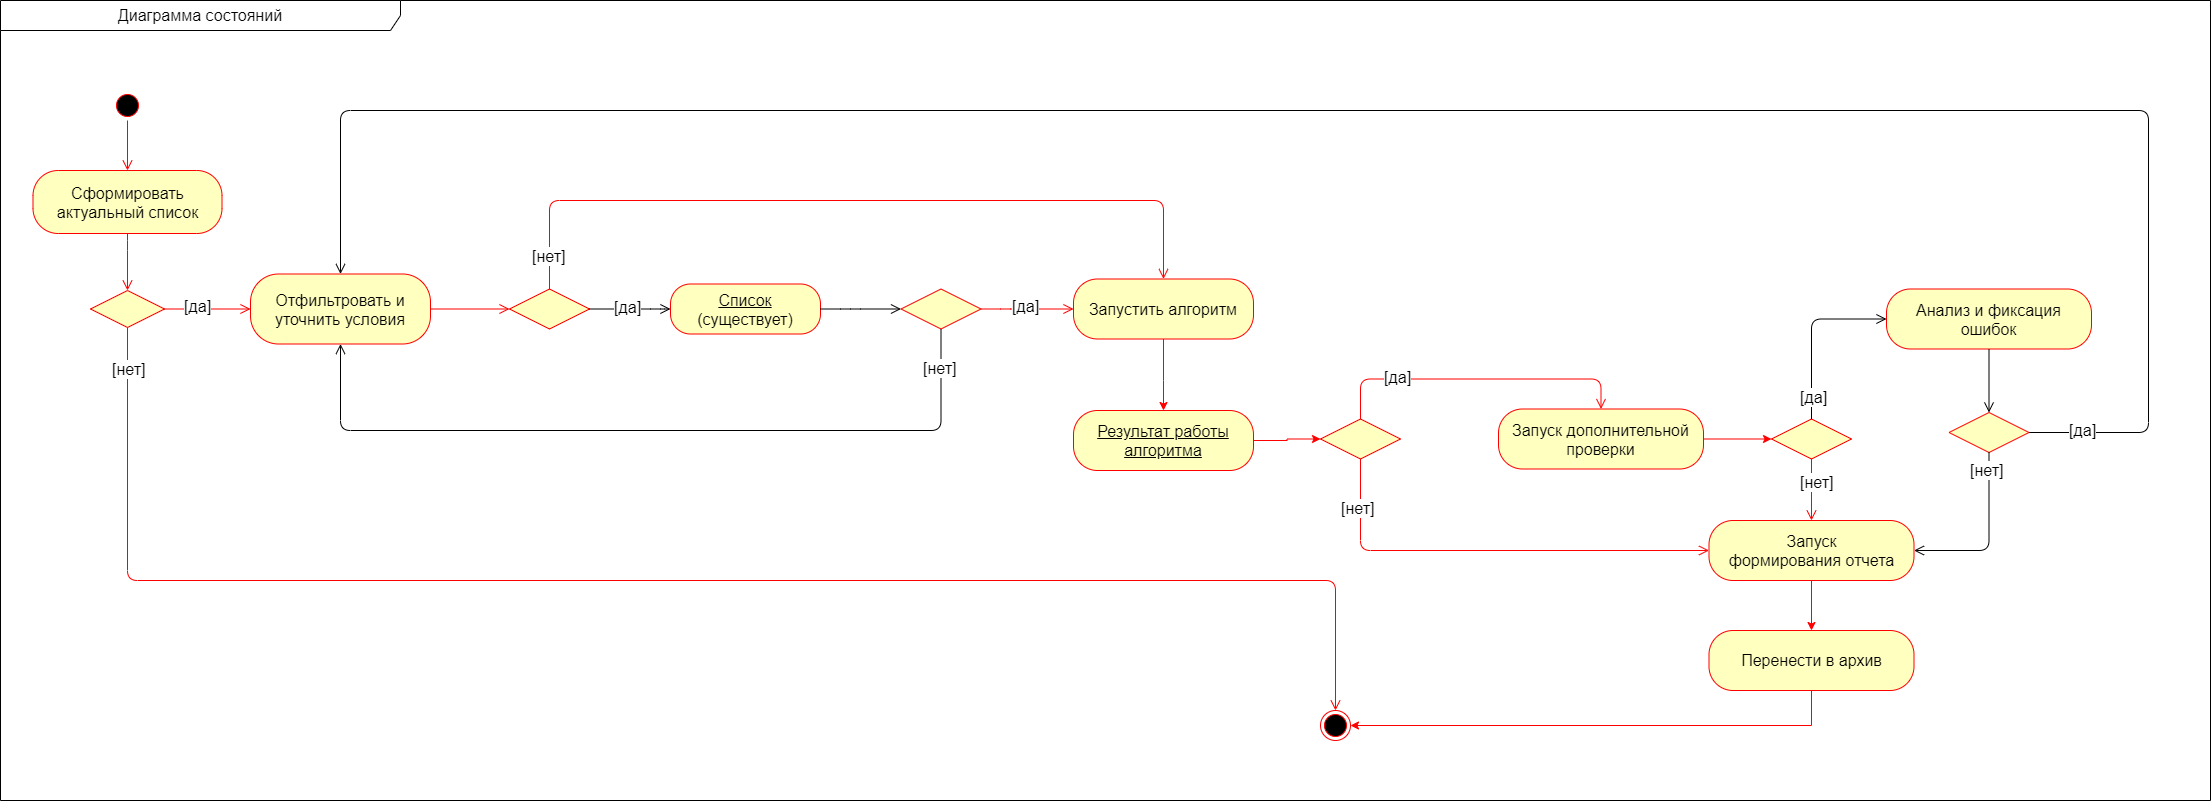 Диаграмма состояний
Сформировать
актуальный список
[да]
[нет]
Отфильтровать и
уточнить условия
[нет]
[да]
Список
(существует)
[да]
[нет]
Запустить алгоритм
Результат работы
алгоритма
[да]
[нет]
Запуск дополнительной
проверки
[да]
[нет]
Анализ и фиксация
ошибок
[да]
[нет]
Запуск
формирования отчета
Перенести в архив